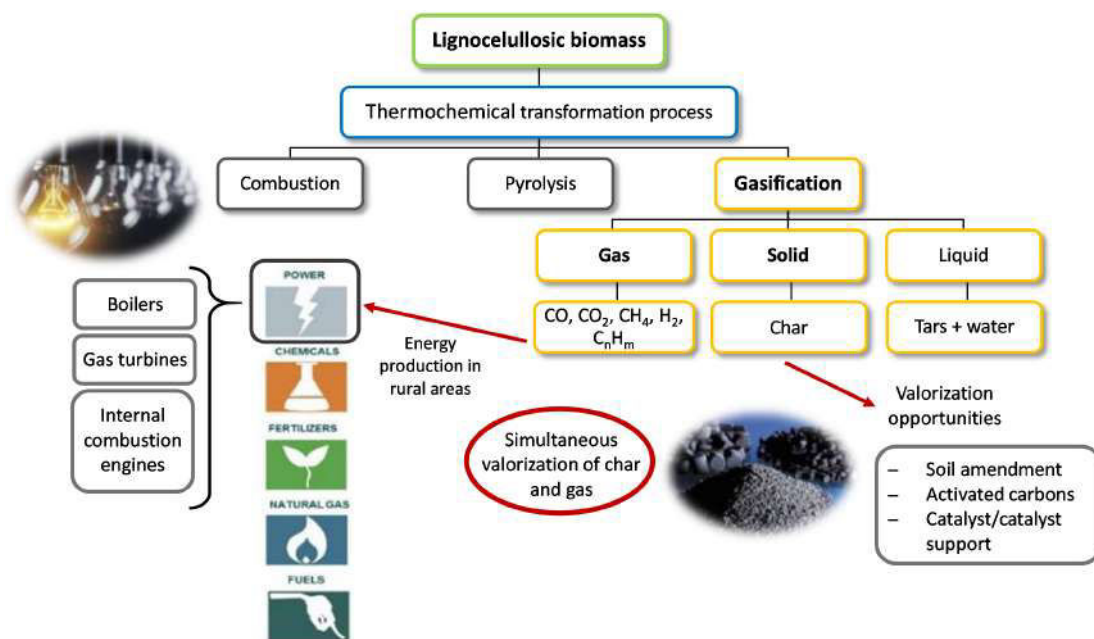 Lignocelullosic biomass
Thermochemical transformation process
Combustion
Pyrolysis
Gasification
Gas
Solid
Liquid
CO, CO₂, CH₄, H₂,
CₙHₘ
Char
Tars + water
POWER
CHEMICALS
FERTILIZERS
NATURAL GAS
FUELS
Boilers
Gas turbines
Internal
combustion
engines
Energy
production in
rural areas
Simultaneous
valorization of char
and gas
Valorization
opportunities
– Soil amendment
– Activated carbons
– Catalyst/catalyst
support